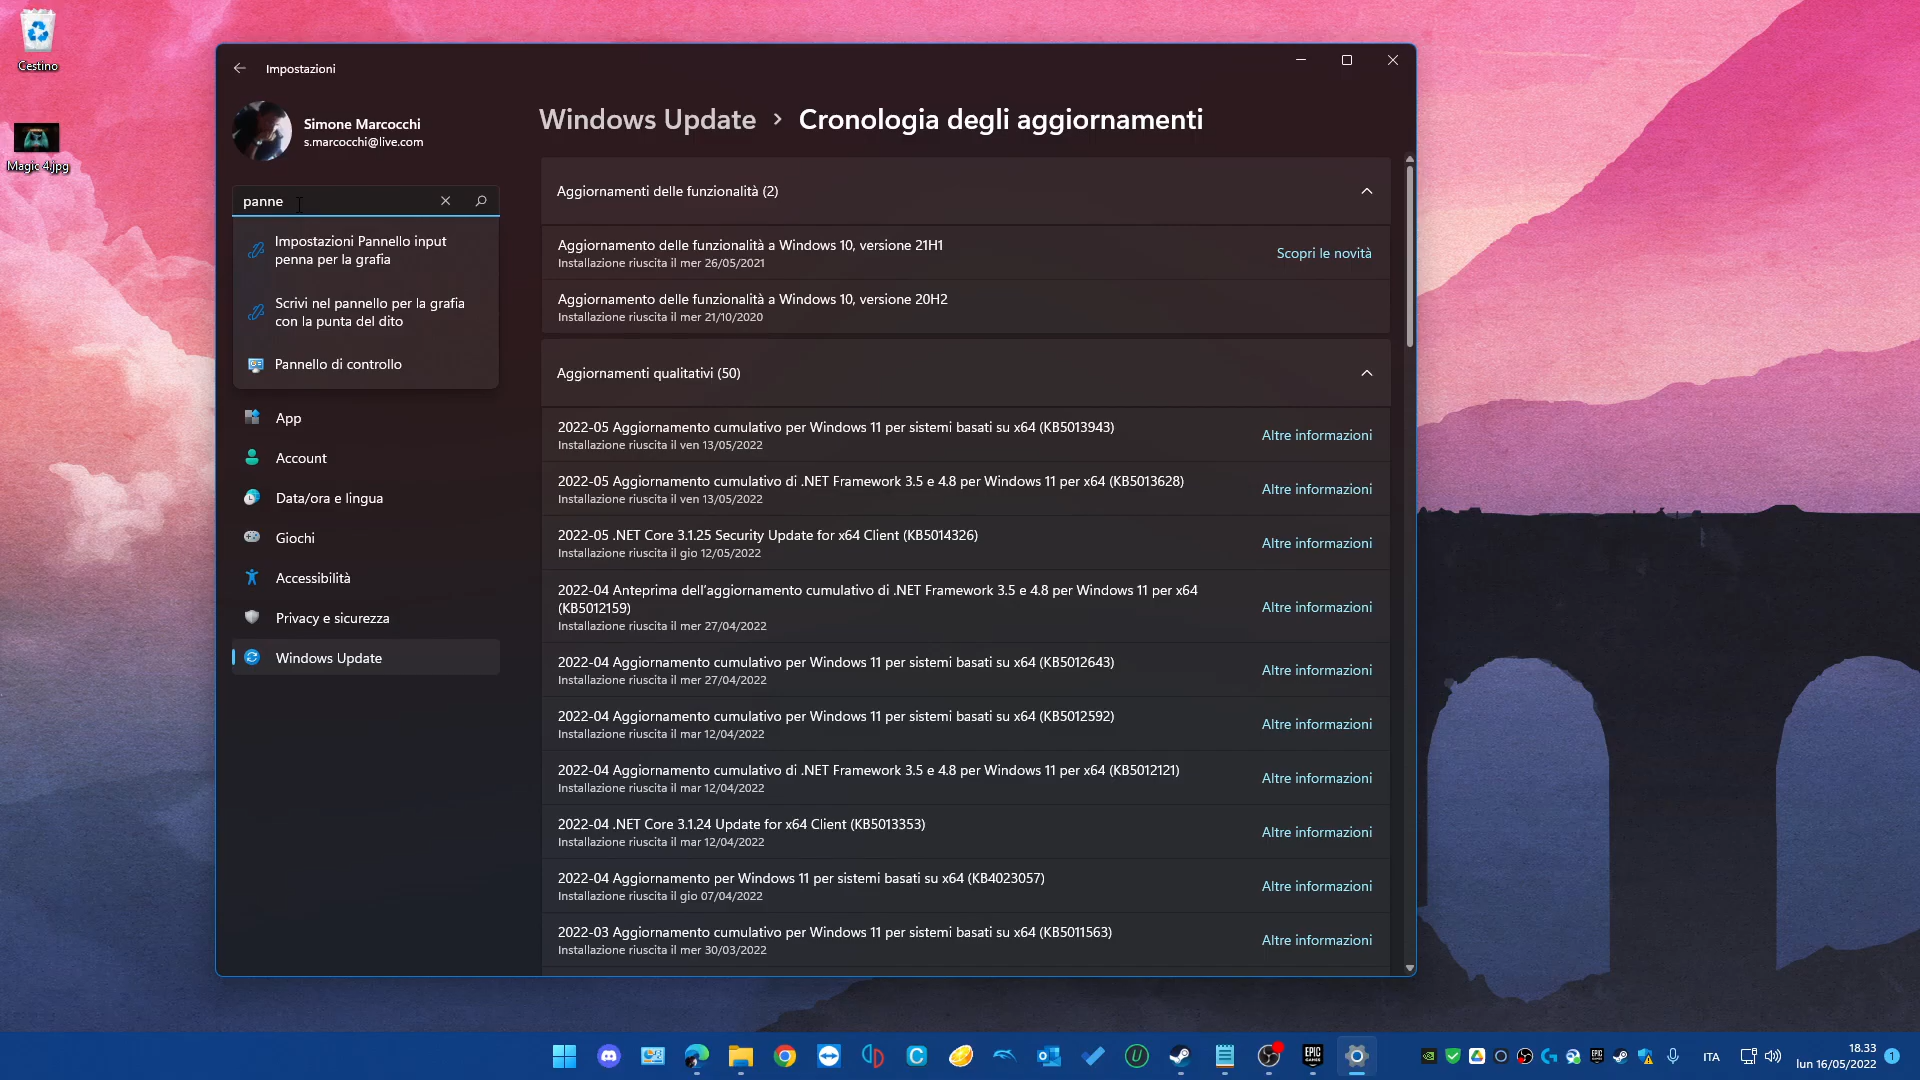 Cestino
Magic 4.jpg
Impostazioni
Simone Marcocchi
s.marcocchi@live.com
panne
Impostazioni Pannello input
penna per la grafia
Scrivi nel pannello per la grafia
con la punta del dito
Pannello di controllo
App
Account
Data/ora e lingua
Giochi
Accessibilità
Privacy e sicurezza
Windows Update
Windows Update > Cronologia degli aggiornamenti
Aggiornamenti delle funzionalità (2)
Aggiornamento delle funzionalità a Windows 10, versione 21H1
Installazione riuscita il mer 26/05/2021
Scopri le novità
Aggiornamento delle funzionalità a Windows 10, versione 20H2
Installazione riuscita il mer 21/10/2020
Aggiornamenti qualitativi (50)
2022-05 Aggiornamento cumulativo per Windows 11 per sistemi basati su x64 (KB5013943)
Installazione riuscita il ven 13/05/2022
Altre informazioni
2022-05 Aggiornamento cumulativo di .NET Framework 3.5 e 4.8 per Windows 11 per x64 (KB5013628)
Installazione riuscita il ven 13/05/2022
Altre informazioni
2022-05 .NET Core 3.1.25 Security Update for x64 Client (KB5014326)
Installazione riuscita il gio 12/05/2022
Altre informazioni
2022-04 Anteprima dell'aggiornamento cumulativo di .NET Framework 3.5 e 4.8 per Windows 11 per x64
(KB5012159)
Installazione riuscita il mer 27/04/2022
Altre informazioni
2022-04 Aggiornamento cumulativo per Windows 11 per sistemi basati su x64 (KB5012643)
Installazione riuscita il mer 27/04/2022
Altre informazioni
2022-04 Aggiornamento cumulativo per Windows 11 per sistemi basati su x64 (KB5012592)
Installazione riuscita il mar 12/04/2022
Altre informazioni
2022-04 Aggiornamento cumulativo di .NET Framework 3.5 e 4.8 per Windows 11 per x64 (KB5012121)
Installazione riuscita il mar 12/04/2022
Altre informazioni
2022-04 .NET Core 3.1.24 Update for x64 Client (KB5013353)
Installazione riuscita il mar 12/04/2022
Altre informazioni
2022-04 Aggiornamento per Windows 11 per sistemi basati su x64 (KB4023057)
Installazione riuscita il gio 07/04/2022
Altre informazioni
2022-03 Aggiornamento cumulativo per Windows 11 per sistemi basati su x64 (KB5011563)
Installazione riuscita il mer 30/03/2022
Altre informazioni
EPIC
GAMES
ITA
18.33
lun 16/05/2022
1